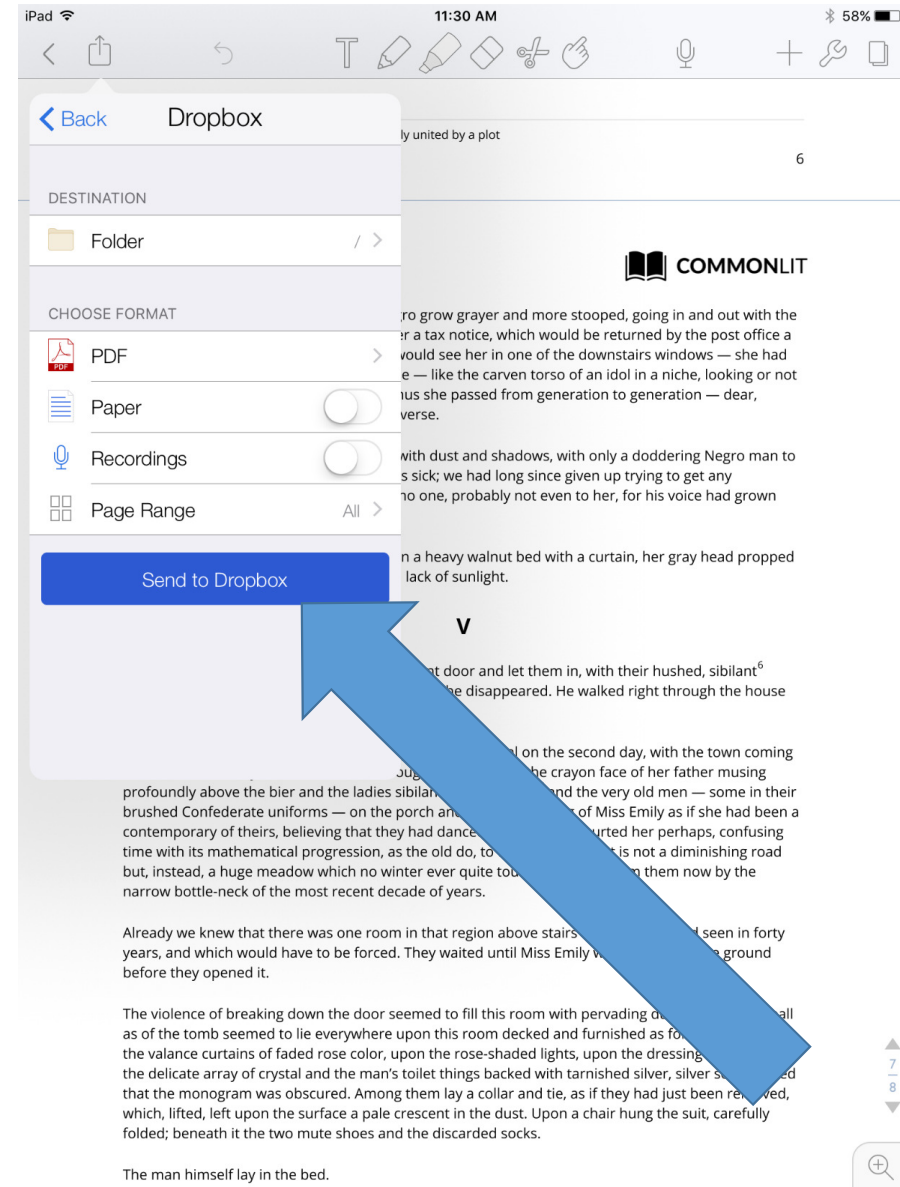 iPad 11:30 AM 58%
Back Dropbox
ly united by a plot
6
DESTINATION
Folder / >
COMMONLIT
CHOOSE FORMAT
ro grow grayer and more stooped, going in and out with the
er a tax notice, which would be returned by the post office a
PDF
PDF >
would see her in one of the downstairs windows — she had
e — like the carven torso of an idol in a niche, looking or not
us she passed from generation to generation — dear,
Paper
verse.
with dust and shadows, with only a doddering Negro man to
Recordings
s sick; we had long since given up trying to get any
no one, probably not even to her, for his voice had grown
Page Range All >
n a heavy walnut bed with a curtain, her gray head propped
lack of sunlight.
Send to Dropbox
V
nt door and let them in, with their hushed, sibilant6
he disappeared. He walked right through the house
on the second day, with the town coming
he crayon face of her father musing
profoundly above the bier and the ladies and the very old men — some in their
brushed Confederate uniforms — on the porch of Miss Emily as if she had been a
contemporary of theirs, believing that they had her perhaps, confusing
time with its mathematical progression, as the old do, to is not a diminishing road
but, instead, a huge meadow which no winter ever quite them now by the
narrow bottle-neck of the most recent decade of years.
Already we knew that there was one room in that region above stairs seen in forty
years, and which would have to be forced. They waited until Miss Emily ground
before they opened it.
The violence of breaking down the door seemed to fill this room with pervading all
as of the tomb seemed to lie everywhere upon this room decked and furnished as
the valance curtains of faded rose color, upon the rose-shaded lights, upon the dressing
the delicate array of crystal and the man's toilet things backed with tarnished silver, silver
that the monogram was obscured. Among them lay a collar and tie, as if they had just been
which, lifted, left upon the surface a pale crescent in the dust. Upon a chair hung the suit, carefully
folded; beneath it the two mute shoes and the discarded socks.
7
8
The man himself lay in the bed.